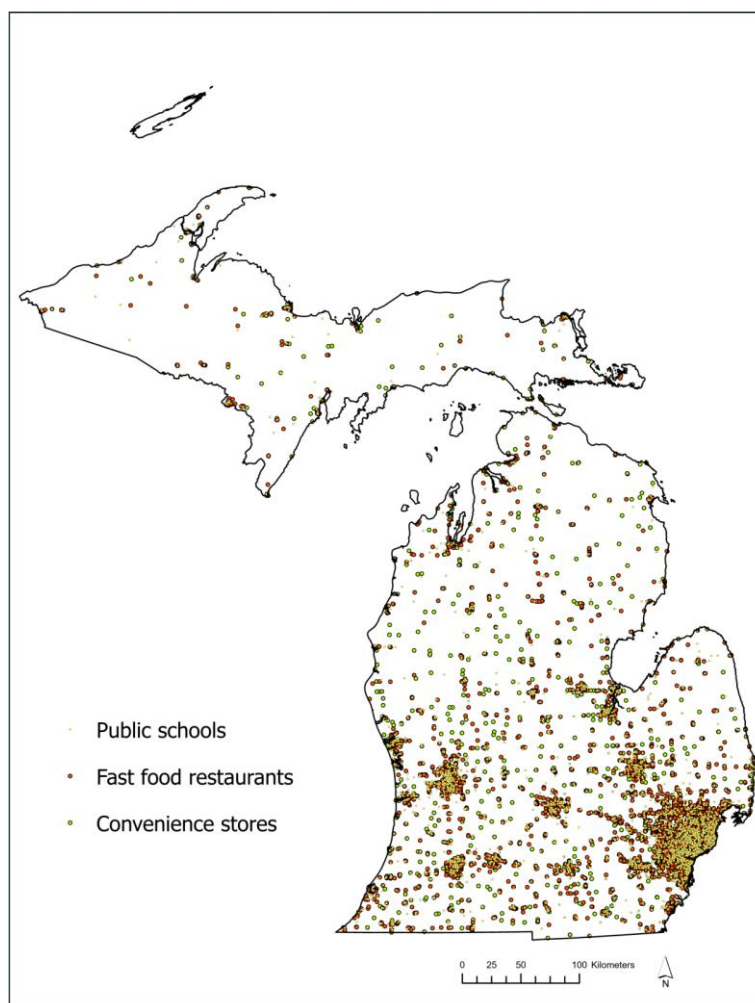 Public schools
Fast food restaurants
Convenience stores
0 25 50 100 Kilometers
N